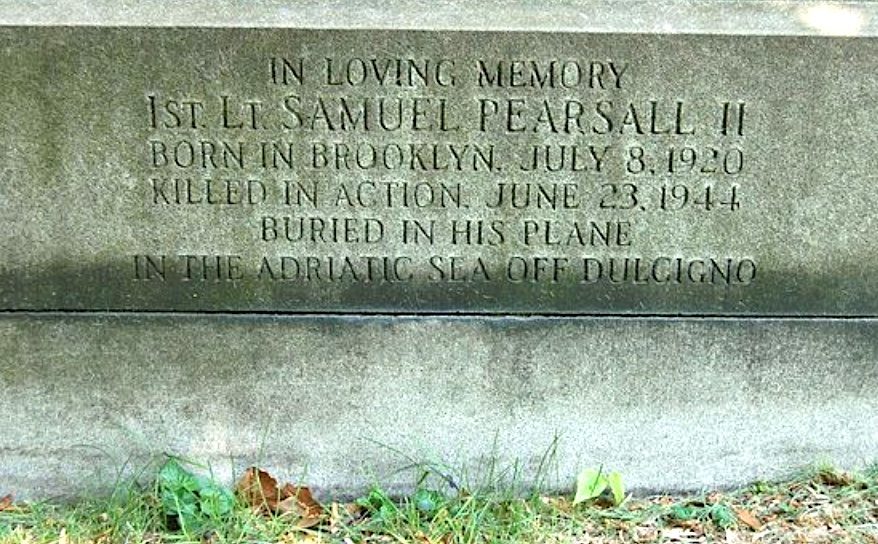 IN LOVING MEMORY
1ST. LT. SAMUEL PEARSALL II
BORN IN BROOKLYN, JULY 8, 1920
KILLED IN ACTION, JUNE 23, 1944
BURIED IN HIS PLANE
IN THE ADRIATIC SEA OFF DULCIGNO